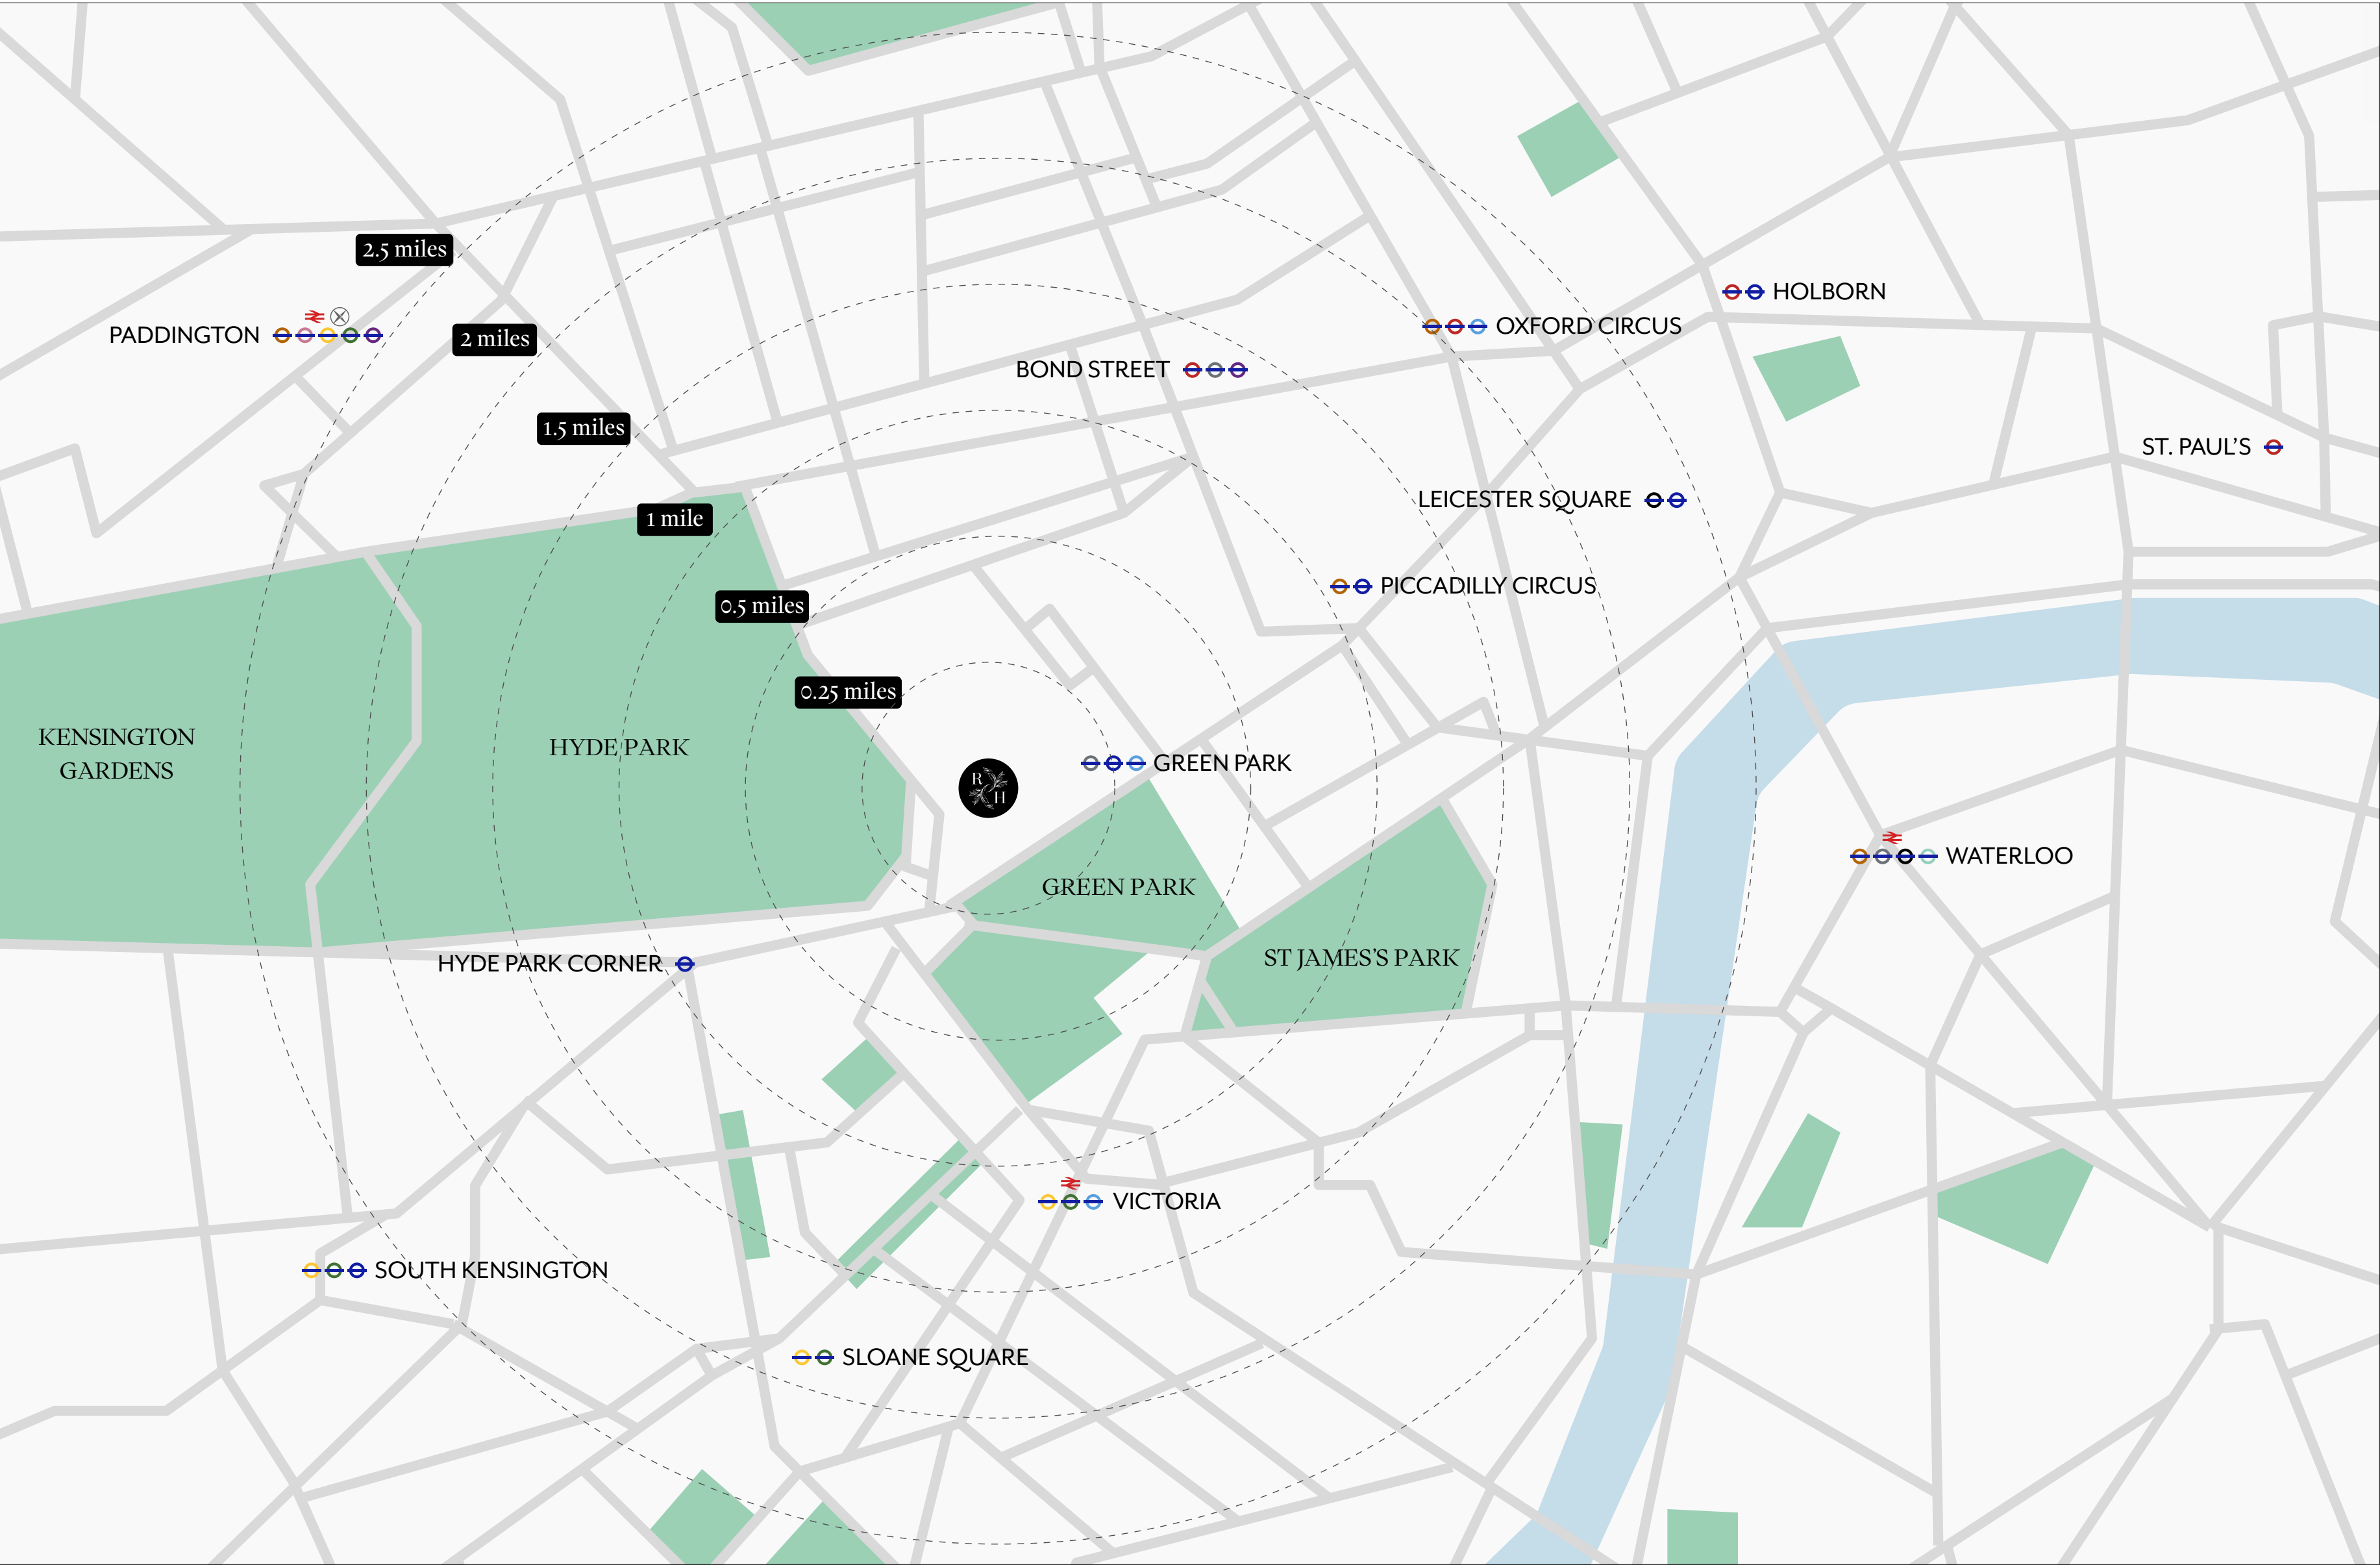 2.5 miles
HOLBORN
OXFORD CIRCUS
PADDINGTON
2 miles
BOND STREET
1.5 miles
ST. PAUL’S
LEICESTER SQUARE
1 mile
PICCADILLY CIRCUS
0.5 miles
0.25 miles
KENSINGTON
GARDENS
HYDE PARK
GREEN PARK
R
H
WATERLOO
GREEN PARK
ST JAMES’S PARK
HYDE PARK CORNER
VICTORIA
SOUTH KENSINGTON
SLOANE SQUARE